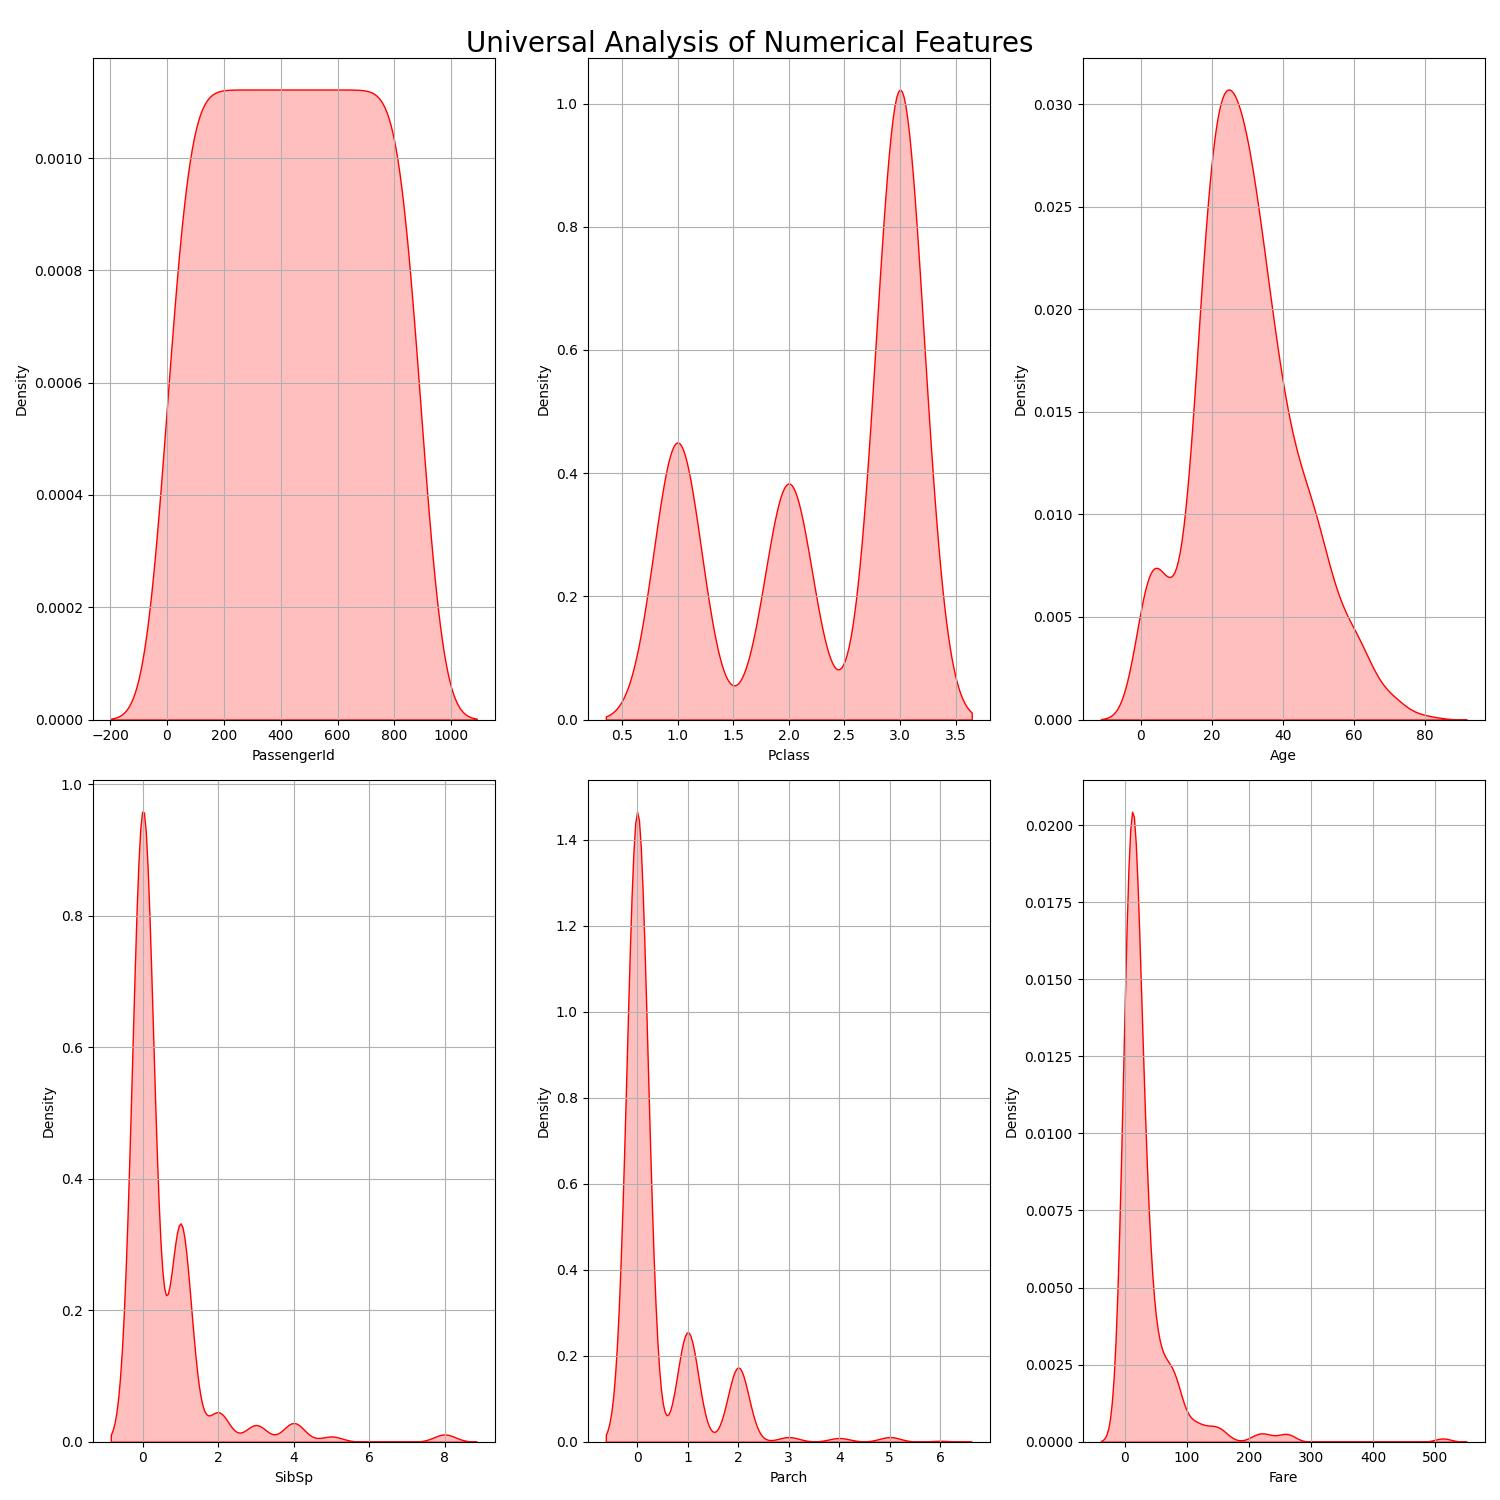 Universal Analysis of Numerical Features
Density
0.0010
0.0008
0.0006
0.0004
0.0002
0.0000
−200 0 200 400 600 800 1000
PassengerId
Density
1.0
0.8
0.6
0.4
0.2
0.0
0.5 1.0 1.5 2.0 2.5 3.0 3.5
Pclass
Density
0.030
0.025
0.020
0.015
0.010
0.005
0.000
0 20 40 60 80
Age
Density
1.0
0.8
0.6
0.4
0.2
0.0
0 2 4 6 8
SibSp
Density
1.4
1.2
1.0
0.8
0.6
0.4
0.2
0.0
0 1 2 3 4 5 6
Parch
Density
0.0200
0.0175
0.0150
0.0125
0.0100
0.0075
0.0050
0.0025
0.0000
0 100 200 300 400 500
Fare